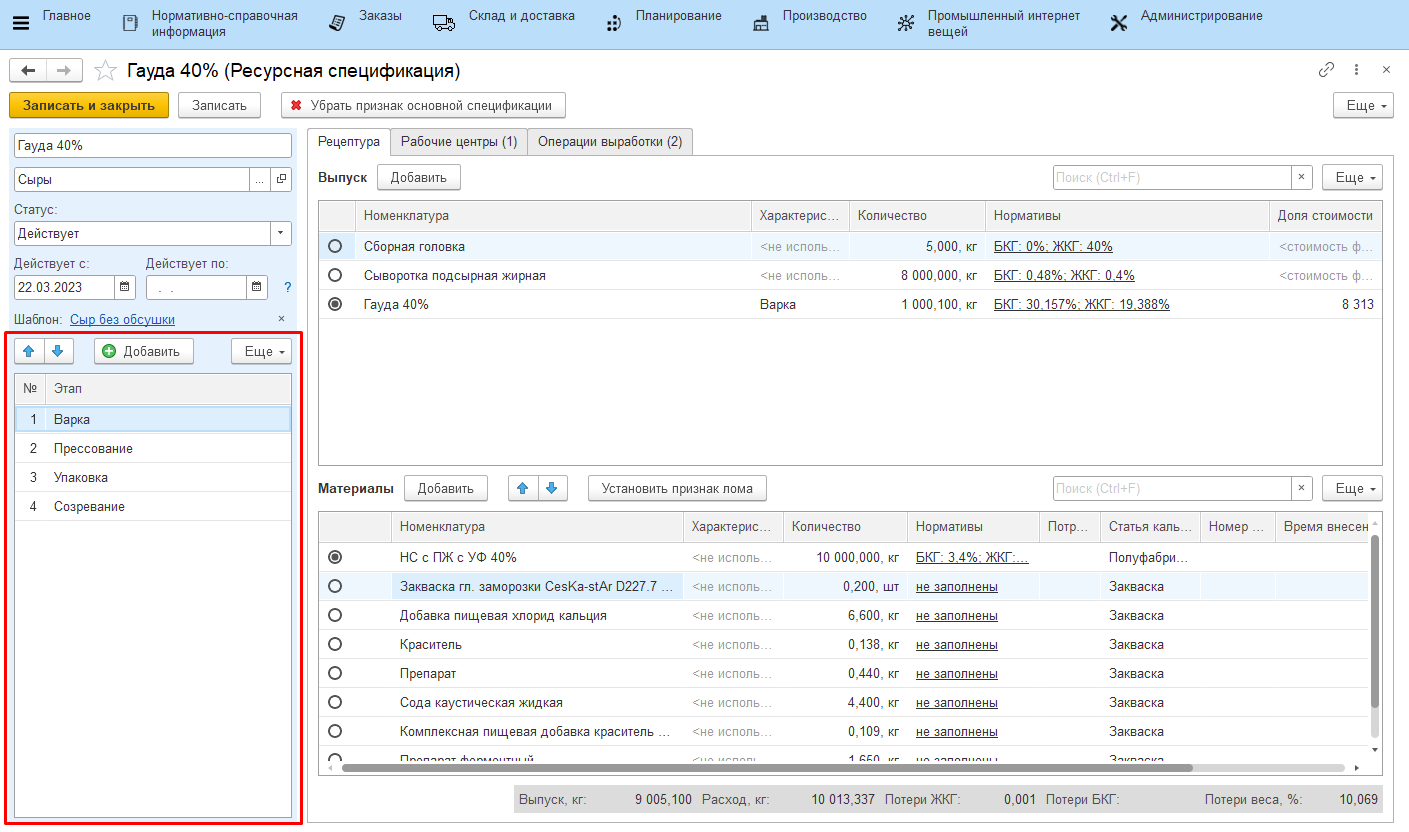 Главное
Нормативно-справочная
информация
Заказы
Склад и доставка
Планирование
Производство
Промышленный интернет
вещей
Администрирование
Гауда 40% (Ресурсная спецификация)
Записать и закрыть
Записать
Убрать признак основной спецификации
Еще
Гауда 40%
Сыры
...
Статус:
Действует
Действует с:
Действует по:
22.03.2023
. .
?
Шаблон: Сыр без обсушки
Добавить
Еще
№ Этап
1 Варка
2 Прессование
3 Упаковка
4 Созревание
Рецептура
Рабочие центры (1)
Операции выработки (2)
Выпуск
Добавить
Поиск (Ctrl+F)
Еще
Номенклатура Характерис... Количество Нормативы Доля стоимости
Сборная головка <не исполь... 5,000, кг БКГ: 0%; ЖКГ: 40% <стоимость ф...
Сыворотка подсырная жирная <не исполь... 8 000,000, кг БКГ: 0,48%; ЖКГ: 0,4% <стоимость ф...
Гауда 40% Варка 1 000,100, кг БКГ: 30,157%; ЖКГ: 19,388% 8 313
Материалы
Добавить
Установить признак лома
Поиск (Ctrl+F)
Еще
Номенклатура Характерис... Количество Нормативы Потр... Статья каль... Номер ... Время внесен
НС с ПЖ с УФ 40% <не исполь... 10 000,000, кг БКГ: 3,4%; ЖКГ:... Полуфабри...
Закваска гл. заморозки CesKa-stAr D227.7 ... <не исполь... 0,200, шт не заполнены Закваска
Добавка пищевая хлорид кальция <не исполь... 6,600, кг не заполнены Закваска
Краситель <не исполь... 0,138, кг не заполнены Закваска
Препарат <не исполь... 0,440, кг не заполнены Закваска
Сода каустическая жидкая <не исполь... 4,400, кг не заполнены Закваска
Комплексная пищевая добавка краситель ... <не исполь... 0,109, кг не заполнены Закваска
Препарат ферментный <не исполь... 1,650, кг не заполнены Закваска
Выпуск, кг: 9 005,100 Расход, кг: 10 013,337 Потери ЖКГ: 0,001 Потери БКГ: Потери веса, %: 10,069